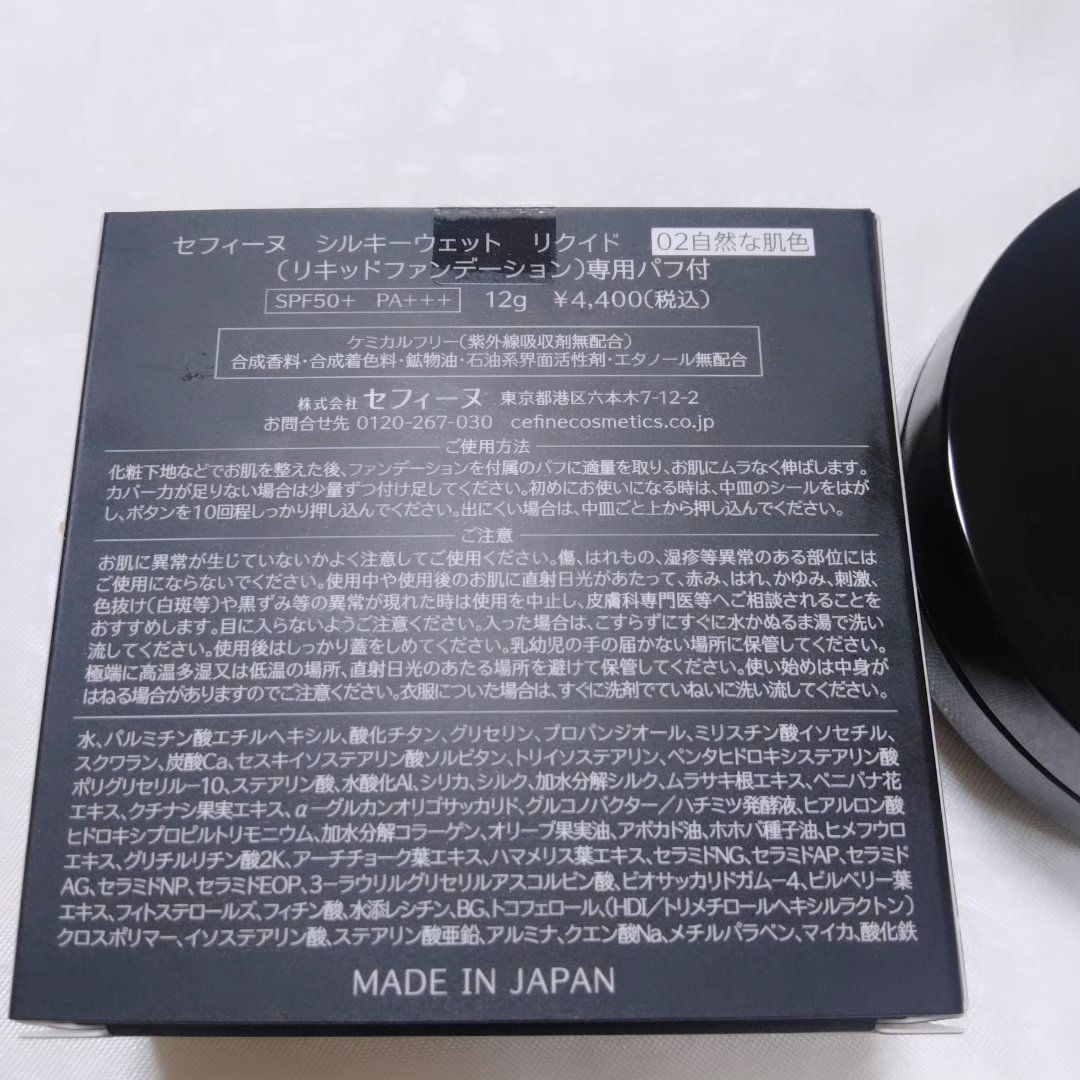 セフィーヌ シルキーウェット リクイド 02自然な肌色
(リキッドファンデーション)専用パフ付
SPF50+ PA+++ 12g ¥4,400(税込)
ケミカルフリー(紫外線吸収剤無配合)
合成香料・合成着色料・鉱物油・石油系界面活性剤・エタノール無配合
株式会社 セフィーヌ 東京都港区六本木7-12-2
お問合せ先 0120-267-030 cefinecosmetics.co.jp
ご使用方法
化粧下地などでお肌を整えた後、ファンデーションを付属のパフに適量を取り、お肌にムラなく伸ばします。
カバー力が足りない場合は少量ずつ付け足してください。初めにお使いになる時は、中皿のシールをはが
し、ボタンを10回程しっかり押し込んでください。出にくい場合は、中皿ごと上から押し込んでください。
ご注意
お肌に異常が生じていないかよく注意してご使用ください。傷、はれもの、湿疹等異常のある部位には
ご使用にならないでください。使用中や使用後のお肌に直射日光があたって、赤み、はれ、かゆみ、刺激、
色抜け(白斑等)や黒ずみ等の異常が現れた時は使用を中止し、皮膚科専門医等へご相談されることを
おすすめします。目に入らないようご注意ください。入った場合は、こすらずにすぐに水かぬるま湯で洗い
流してください。使用後はしっかり蓋をしめてください。乳幼児の手の届かない場所に保管してください。
極端に高温多湿又は低温の場所、直射日光のあたる場所を避けて保管してください。使い始めは中身が
はねる場合がありますのでご注意ください。衣服についた場合は、すぐに洗剤でていねいに洗い流してください。
水、パルミチン酸エチルヘキシル、酸化チタン、グリセリン、プロパンジオール、ミリスチン酸イソセチル、
スクワラン、炭酸Ca、セスキイソステアリン酸ソルビタン、トリイソステアリン、ペンタヒドロキシステアリン酸
ポリグリセリル-10、ステアリン酸、水酸化Al、シリカ、シルク、加水分解シルク、ムラサキ根エキス、ベニバナ花
エキス、クチナシ果実エキス、α-グルカンオリゴサッカリド、グルコノバクター/ハチミツ発酵液、ヒアルロン酸
ヒドロキシプロピルトリモニウム、加水分解コラーゲン、オリーブ果実油、アボカド油、ホホバ種子油、ヒメフウロ
エキス、グリチルリチン酸2K、アーチチョーク葉エキス、ハマメリス葉エキス、セラミドNG、セラミドAP、セラミド
AG、セラミドNP、セラミドEOP、3-ラウリルグリセリルアスコルビン酸、ビオサッカリドガム-4、ビルベリー葉
エキス、フィトステロールズ、フィチン酸、水添レシチン、BG、トコフェロール、(HDI/トリメチロールヘキシルラクトン)
クロスポリマー、イソステアリン酸、ステアリン酸亜鉛、アルミナ、クエン酸Na、メチルパラベン、マイカ、酸化鉄
MADE IN JAPAN